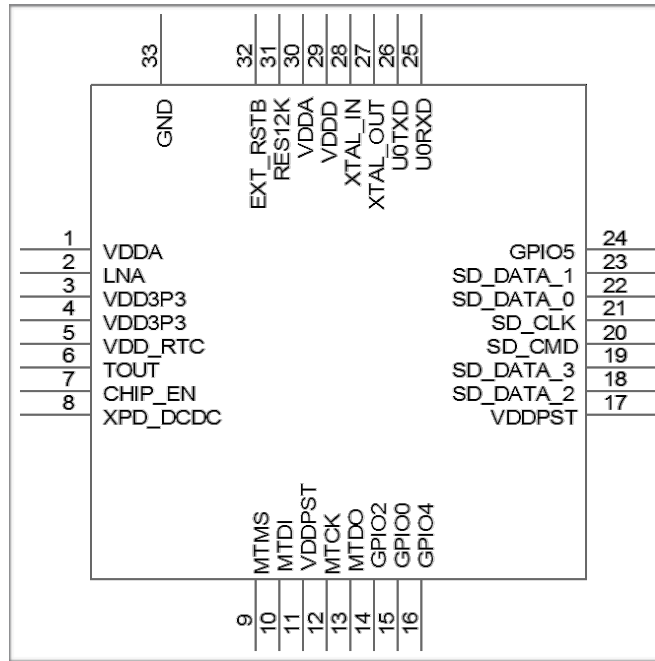 33 32 31 30 29 28 27 26 25
GND EXT_RSTB RES12K VDDA VDDD XTAL_IN XTAL_OUT U0TXD U0RXD
1 VDDA
2 LNA
3 VDD3P3
4 VDD3P3
5 VDD_RTC
6 TOUT
7 CHIP_EN
8 XPD_DCDC
GPIO5 24
SD_DATA_1 23
SD_DATA_0 22
SD_CLK 21
SD_CMD 20
SD_DATA_3 19
SD_DATA_2 18
VDDPST 17
MTMS MTDI VDDPST MTCK MTDO GPIO2 GPIO0 GPIO4
9 10 11 12 13 14 15 16